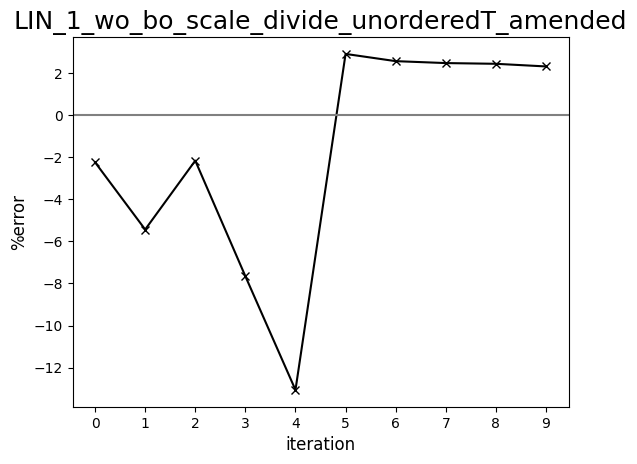 LIN_1_wo_bo_scale_divide_unorderedT_amended
2
0
−2
−4
−6
−8
−10
−12
%error
0 1 2 3 4 5 6 7 8 9
iteration